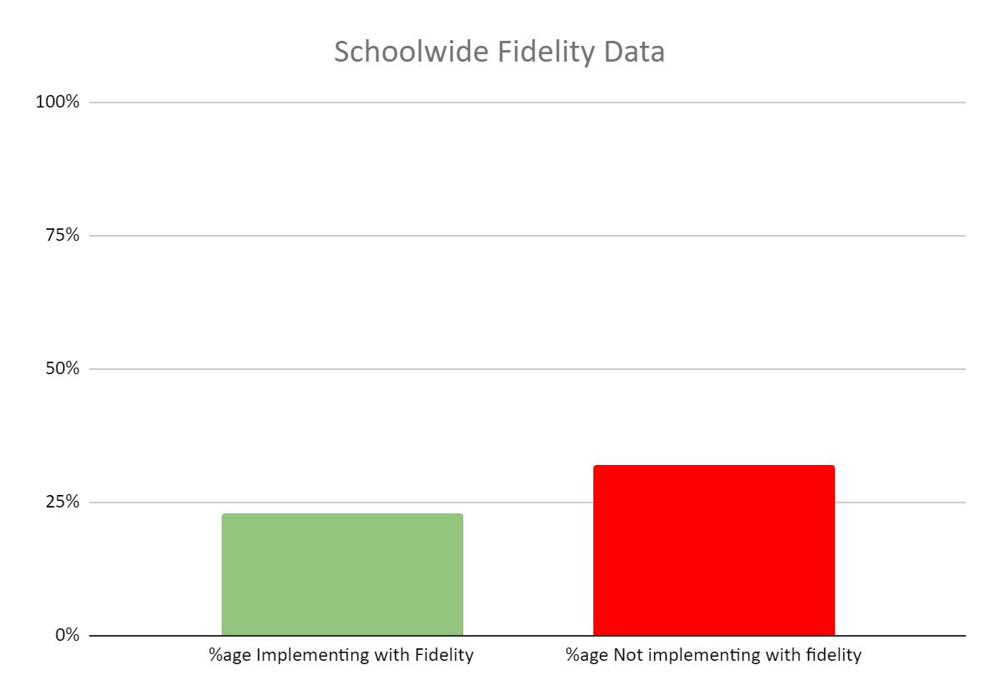 Schoolwide Fidelity Data
100%
75%
50%
25%
0%
%age Implementing with Fidelity
%age Not implementing with fidelity